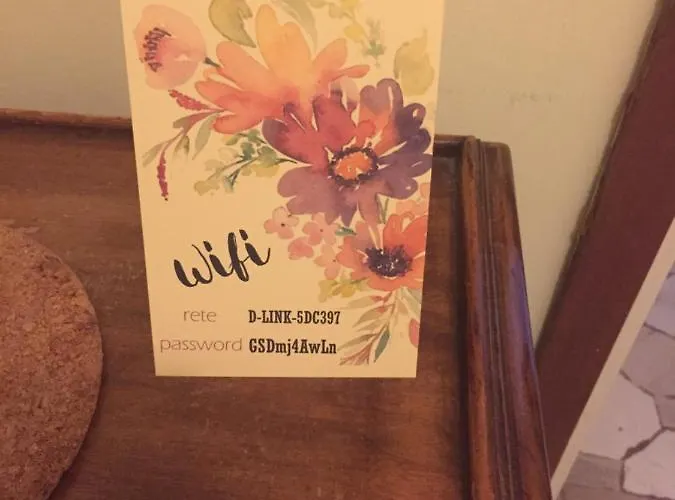 Wifi
rete D-LINK-5DC397
password GSDmj4AwLn